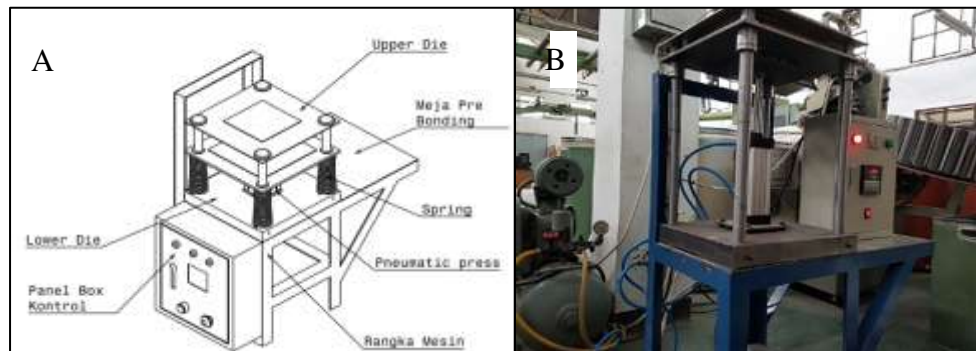 A
Upper Die
Meja Pre
Bonding
Spring
Lower Die
Pneumatic press
Panel Box
Kontrol
Rangka Mesin
B